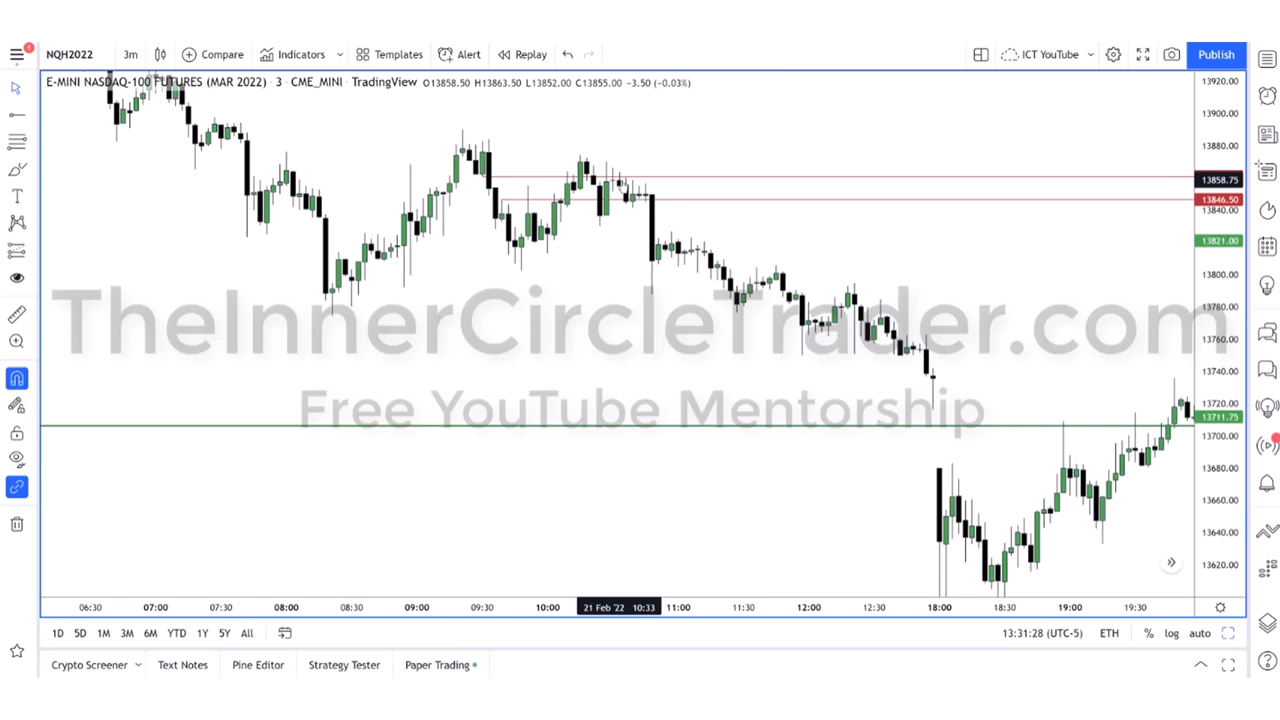 NQH2022 3m Compare Indicators Templates Alert Replay ICT YouTube Publish
E-MINI NASDAQ-100 FUTURES (MAR 2022) · 3 · CME_MINI · TradingView O13858.50 H13863.50 L13852.00 C13855.00 -3.50 (-0.03%)
13920.00
13900.00
13880.00
13858.75
13846.50
13840.00
13821.00
13800.00
13780.00
13760.00
13740.00
13720.00
13711.75
13700.00
13680.00
13660.00
13640.00
13620.00
TheInnerCircleTrader.com
Free YouTube Mentorship
06:30 07:00 07:30 08:00 08:30 09:00 09:30 10:00 21 Feb '22 10:33 11:00 11:30 12:00 12:30 18:00 18:30 19:00 19:30
1D 5D 1M 3M 6M YTD 1Y 5Y All 13:31:28 (UTC-5) ETH % log auto
Crypto Screener Text Notes Pine Editor Strategy Tester Paper Trading